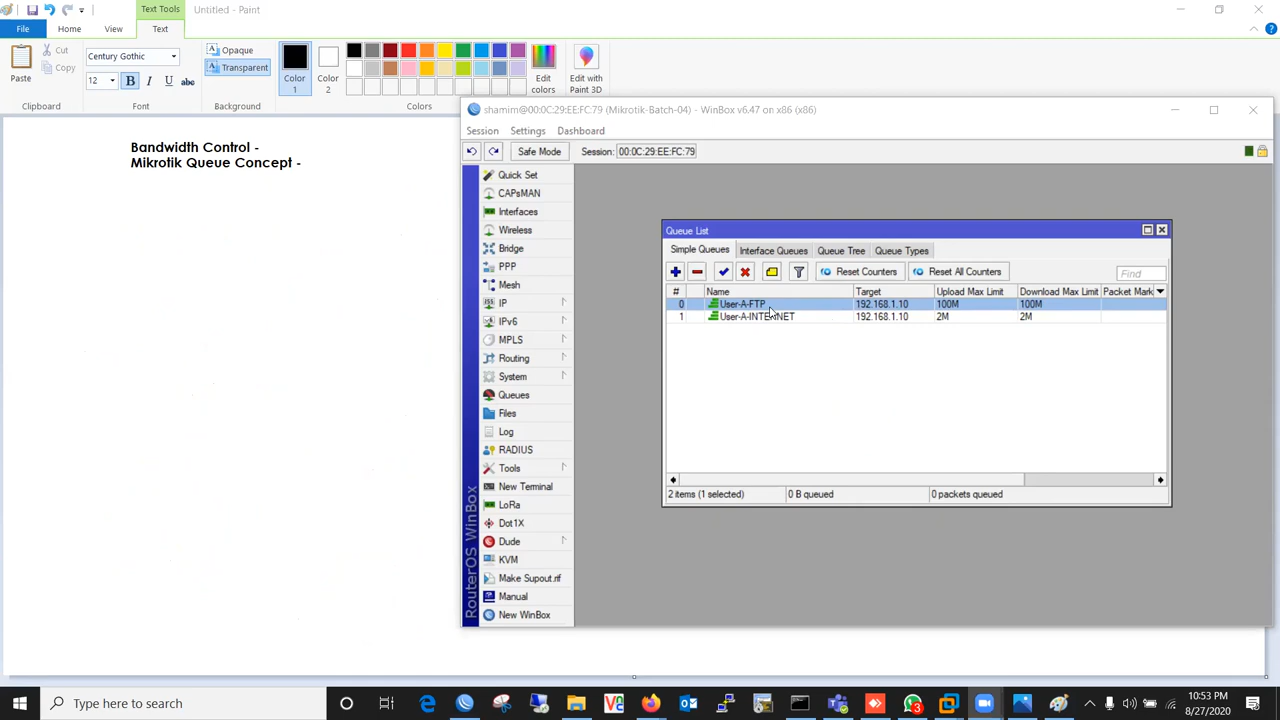 Text Tools
Untitled - Paint
File
Home
View
Text
Paste
Cut
Copy
Clipboard
Century Gothic
12
B I U abc
Font
Opaque
Transparent
Background
Color
1
Color
2
Colors
Edit
colors
Edit with
Paint 3D
Bandwidth Control -
Mikrotik Queue Concept -
shamim@00:0C:29:EE:FC:79 (Mikrotik-Batch-04) - WinBox v6.47 on x86 (x86)
Session Settings Dashboard
Safe Mode Session: 00:0C:29:EE:FC:79
Quick Set
CAPsMAN
Interfaces
Wireless
Bridge
PPP
Mesh
IP
IPv6
MPLS
Routing
System
Queues
Files
Log
RADIUS
Tools
New Terminal
LoRa
Dot1X
Dude
KVM
Make Supout.rif
Manual
New WinBox
RouterOS WinBox
Queue List
Simple Queues Interface Queues Queue Tree Queue Types
Reset Counters Reset All Counters Find
# Name Target Upload Max Limit Download Max Limit Packet Mark
0 User-A-FTP 192.168.1.10 100M 100M
1 User-A-INTERNET 192.168.1.10 2M 2M
2 items (1 selected) 0 B queued 0 packets queued
Type here to search
3
10:53 PM
8/27/2020